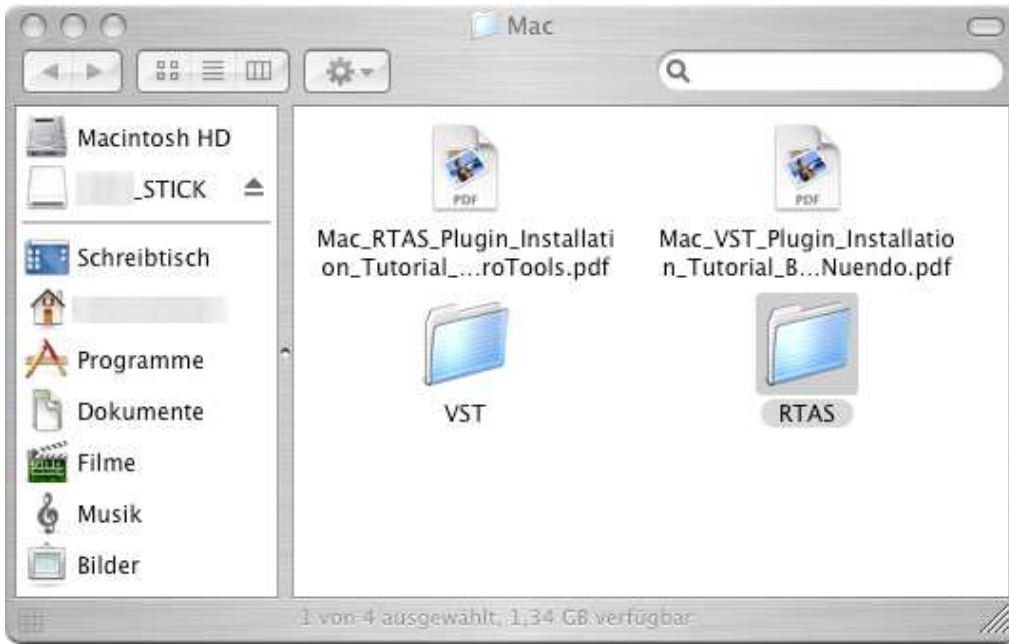 Mac
Macintosh HD
_STICK
Schreibtisch
Programme
Dokumente
Filme
Musik
Bilder
PDF
Mac_RTAS_Plugin_Installati
on_Tutorial_...roTools.pdf
PDF
Mac_VST_Plugin_Installatio
n_Tutorial_B...Nuendo.pdf
VST
RTAS
1 von 4 ausgewählt, 1,34 GB verfügbar